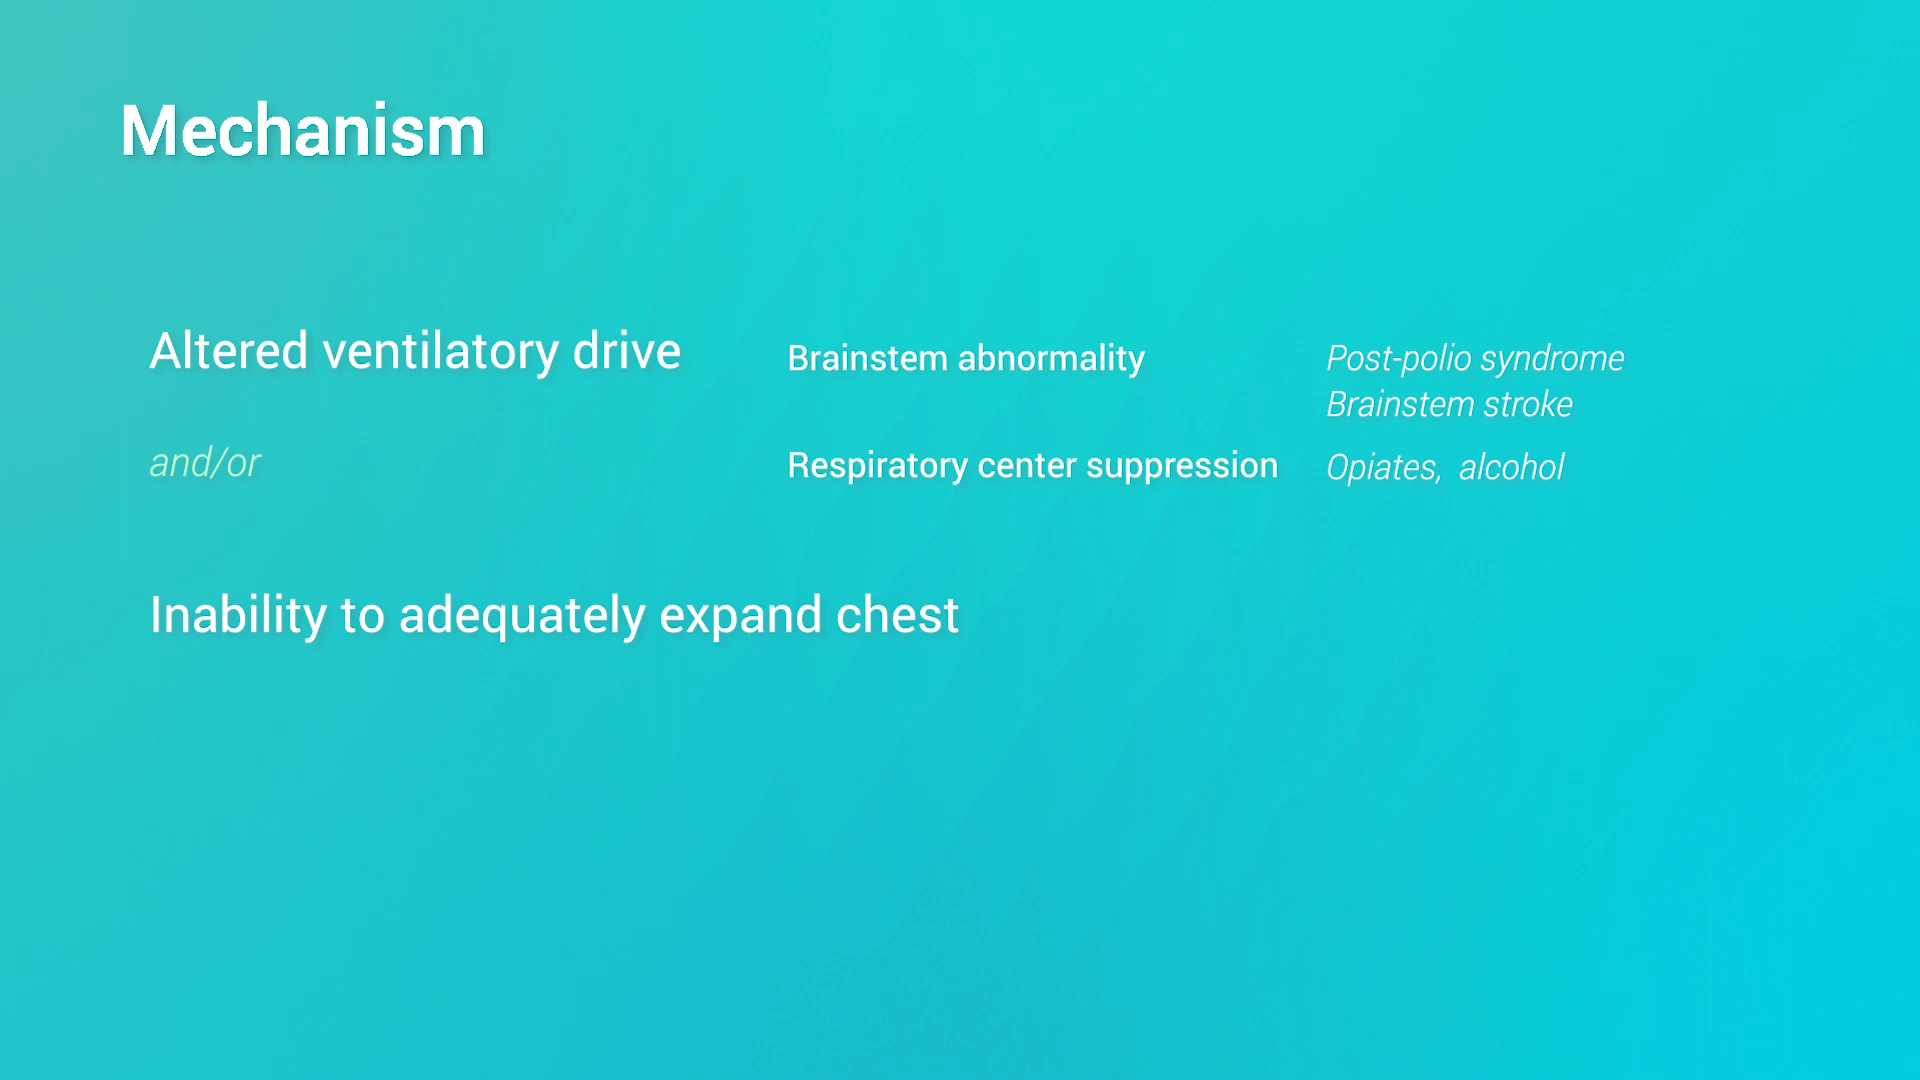 Mechanism
Altered ventilatory drive
Brainstem abnormality
Post-polio syndrome
Brainstem stroke
and/or
Respiratory center suppression
Opiates, alcohol
Inability to adequately expand chest